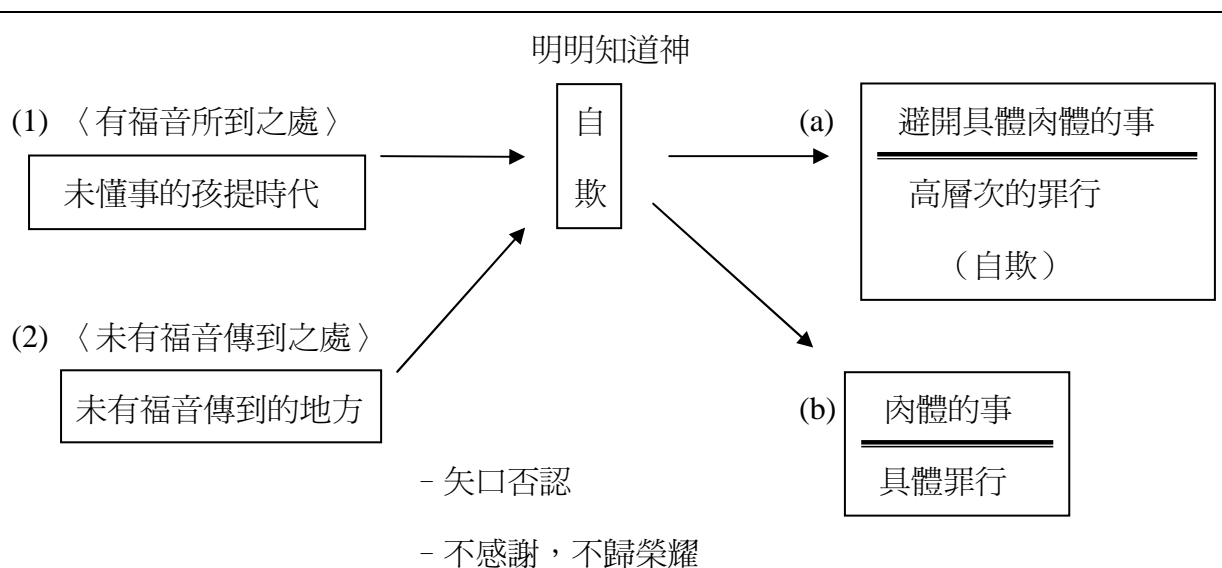 明明知道神
(1) 〈有福音所到之處〉
未懂事的孩提時代
自
欺
(a)
避開具體肉體的事
高層次的罪行
（自欺）
(2) 〈未有福音傳到之處〉
未有福音傳到的地方
(b)
肉體的事
具體罪行
– 矢口否認
– 不感謝，不歸榮耀